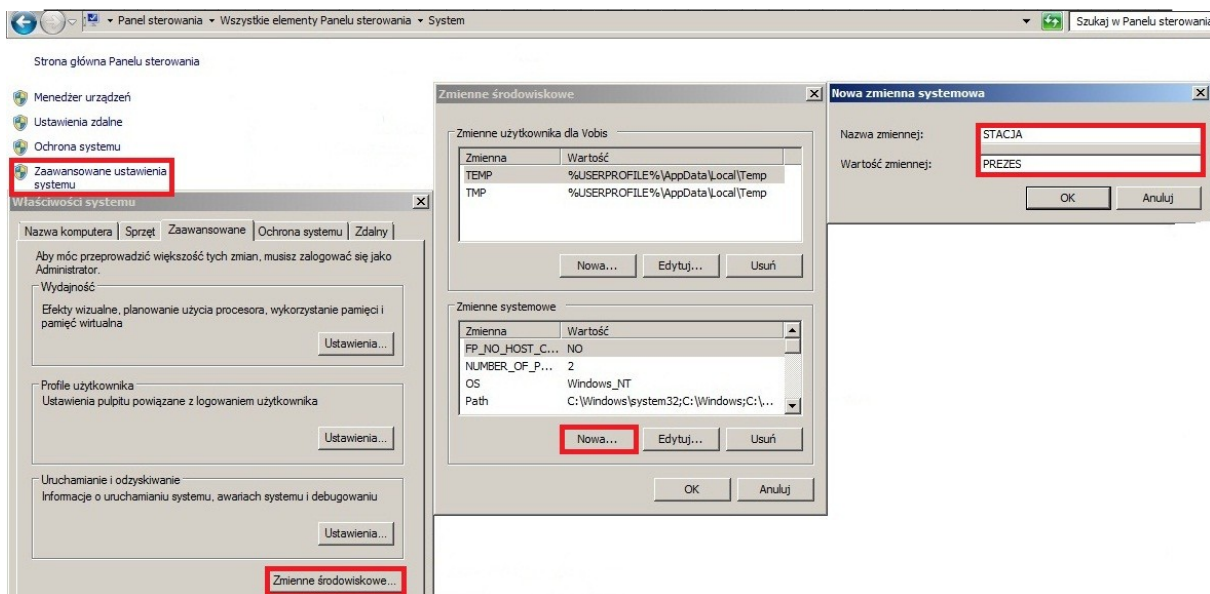 Panel sterowania Wszystkie elementy Panelu sterowania System
Szukaj w Panelu sterowania
Strona główna Panelu sterowania
Menedżer urządzeń
Ustawienia zdalne
Ochrona systemu
Zaawansowane ustawienia
systemu
Właściwości systemu
Nazwa komputera Sprzęt Zaawansowane Ochrona systemu Zdalny
Aby móc przeprowadzić większość tych zmian, musisz zalogować się jako
Administrator.
Wydajność
Efekty wizualne, planowanie użycia procesora, wykorzystanie pamięci i
pamięć wirtualna
Ustawienia...
Profile użytkownika
Ustawienia pulpitu powiązane z logowaniem użytkownika
Ustawienia...
Uruchamianie i odzyskiwanie
Informacje o uruchamianiu systemu, awariach systemu i debugowaniu
Ustawienia...
Zmienne środowiskowe...
Zmienne środowiskowe
Zmienne użytkownika dla Vobis
Zmienna Wartość
TEMP %USERPROFILE%\AppData\Local\Temp
TMP %USERPROFILE%\AppData\Local\Temp
Nowa... Edytuj... Usuń
Zmienne systemowe
Zmienna Wartość
FP_NO_HOST_C... NO
NUMBER_OF_P... 2
OS Windows_NT
Path C:\Windows\system32;C:\Windows;C:\...
Nowa... Edytuj... Usuń
OK Anuluj
Nowa zmienna systemowa
Nazwa zmiennej: STACJA
Wartość zmiennej: PREZES
OK Anuluj